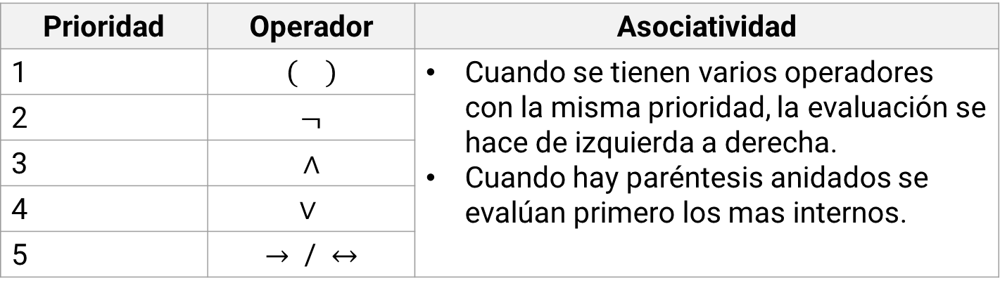 Prioridad Operador Asociatividad
1 ( )
2 ¬
3 ∧
4 ∨
5 → / ↔
• Cuando se tienen varios operadores
con la misma prioridad, la evaluación se
hace de izquierda a derecha.
• Cuando hay paréntesis anidados se
evalúan primero los mas internos.